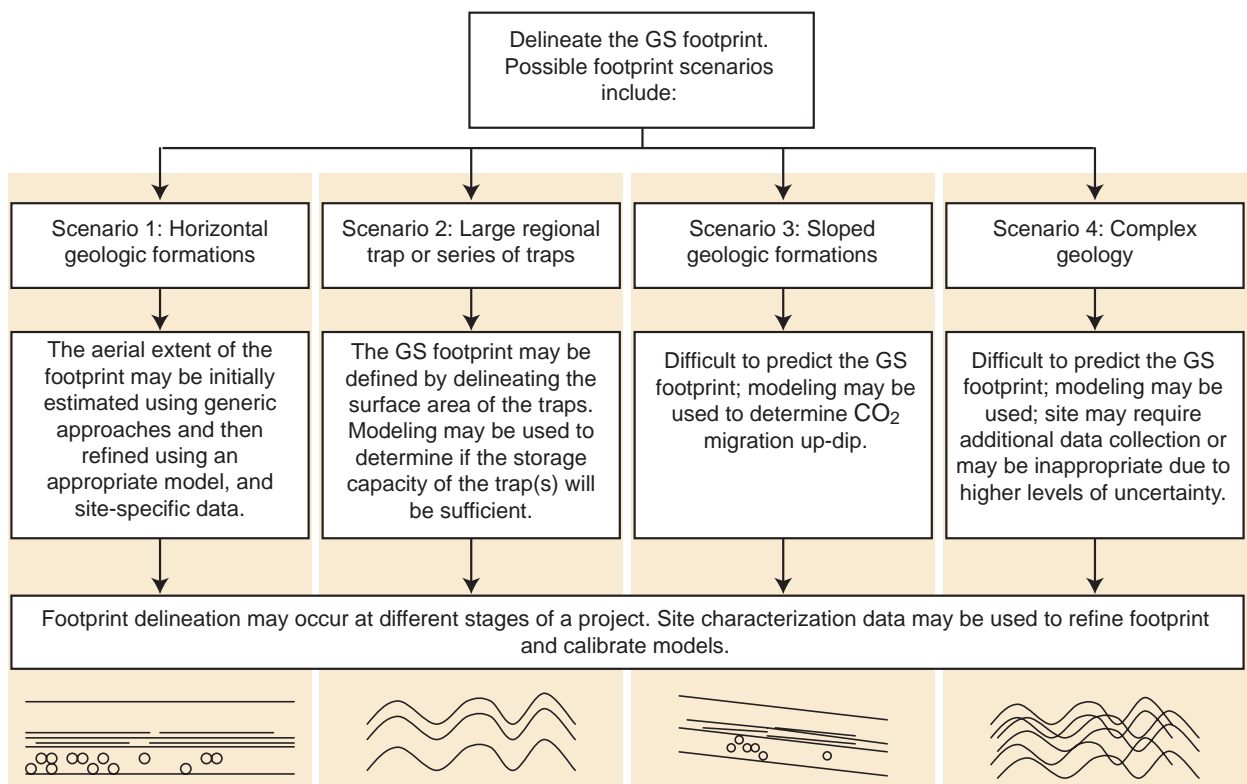 Delineate the GS footprint.
Possible footprint scenarios
include:
Scenario 1: Horizontal
geologic formations
Scenario 2: Large regional
trap or series of traps
Scenario 3: Sloped
geologic formations
Scenario 4: Complex
geology
The aerial extent of the
footprint may be initially
estimated using generic
approaches and then
refined using an
appropriate model, and
site-specific data.
The GS footprint may be
defined by delineating the
surface area of the traps.
Modeling may be used to
determine if the storage
capacity of the trap(s) will
be sufficient.
Difficult to predict the GS
footprint; modeling may be
used to determine CO₂
migration up-dip.
Difficult to predict the GS
footprint; modeling may be
used; site may require
additional data collection or
may be inappropriate due to
higher levels of uncertainty.
Footprint delineation may occur at different stages of a project. Site characterization data may be used to refine footprint
and calibrate models.